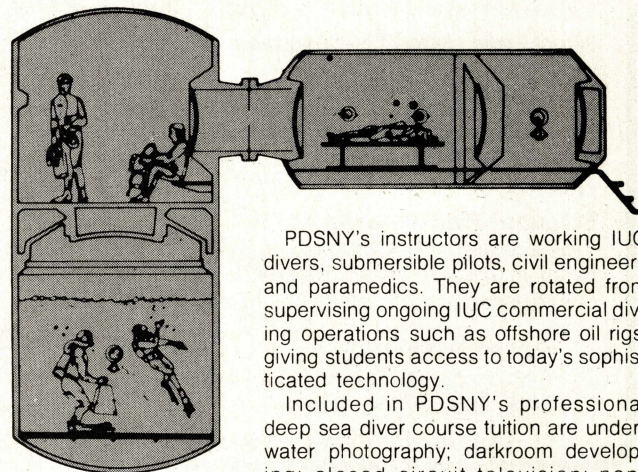 PDSNY's instructors are working IUC
divers, submersible pilots, civil engineer
and paramedics. They are rotated from
supervising ongoing IUC commercial div
ing operations such as offshore oil rigs
giving students access to today's sophis
ticated technology.
Included in PDSNY's professiona
deep sea diver course tuition are under
water photography; darkroom develop